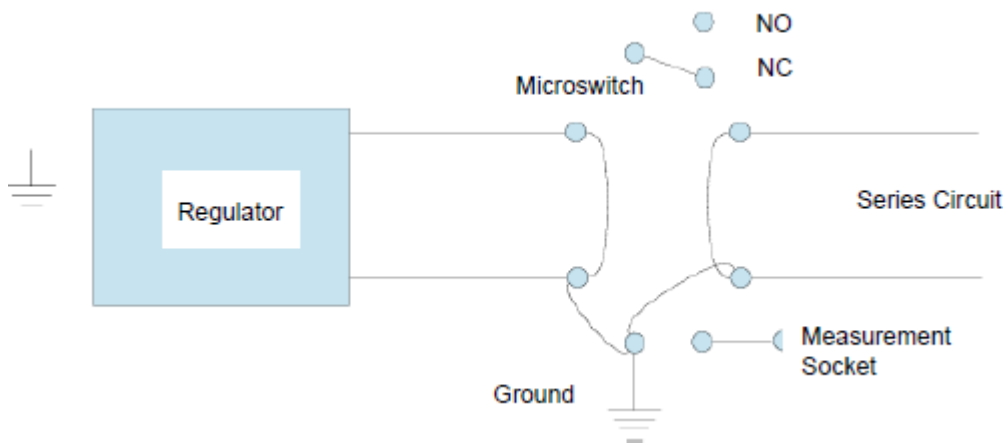 NO
NC
Microswitch
Regulator
Series Circuit
Measurement
Socket
Ground